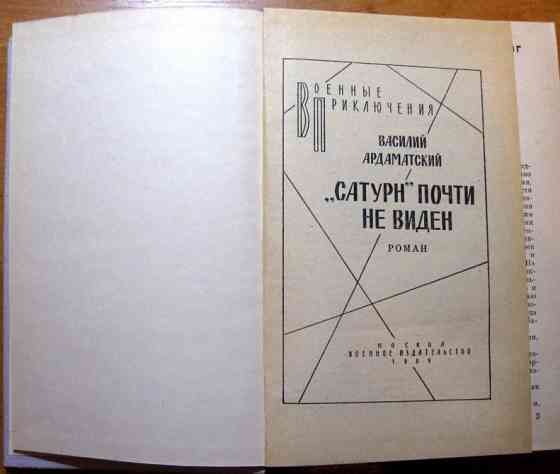 ВОЕННЫЕ
ПРИКЛЮЧЕНИЯ
ВАСИЛИЙ
АРДАМАТСКИЙ
„САТУРН" ПОЧТИ
НЕ ВИДЕН
РОМАН
МОСКВА
ВОЕННОЕ ИЗДАТЕЛЬСТВО